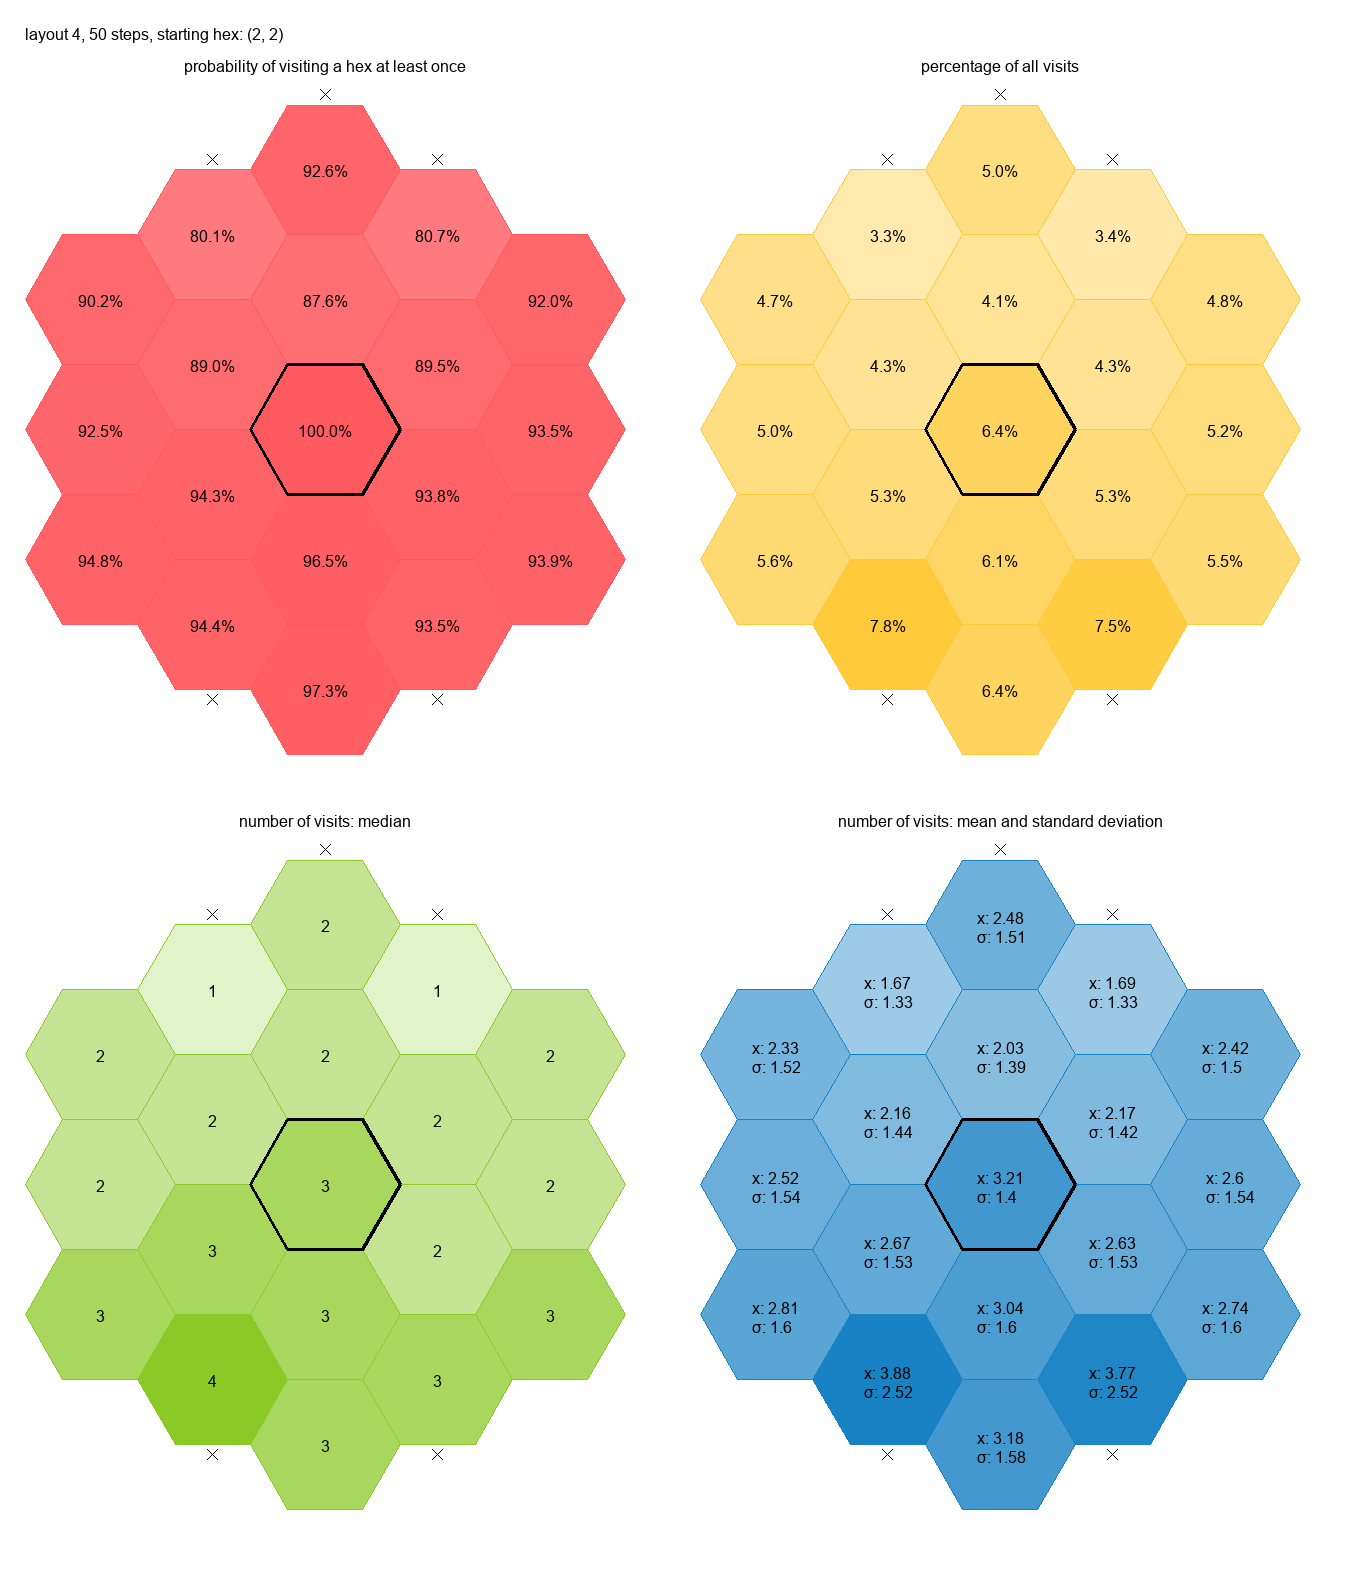 layout 4, 50 steps, starting hex: (2, 2)
probability of visiting a hex at least once
92.6%
80.1%
80.7%
90.2%
87.6%
92.0%
89.0%
89.5%
92.5%
100.0%
93.5%
94.3%
93.8%
94.8%
96.5%
93.9%
94.4%
93.5%
97.3%
percentage of all visits
5.0%
3.3%
3.4%
4.7%
4.1%
4.8%
4.3%
4.3%
5.0%
6.4%
5.2%
5.3%
5.3%
5.6%
6.1%
5.5%
7.8%
7.5%
6.4%
number of visits: median
2
1
1
2
2
2
2
2
2
3
2
3
2
3
3
3
4
3
3
number of visits: mean and standard deviation
x: 2.48
σ: 1.51
x: 1.67
σ: 1.33
x: 1.69
σ: 1.33
x: 2.33
σ: 1.52
x: 2.03
σ: 1.39
x: 2.42
σ: 1.5
x: 2.16
σ: 1.44
x: 2.17
σ: 1.42
x: 2.52
σ: 1.54
x: 3.21
σ: 1.4
x: 2.6
σ: 1.54
x: 2.67
σ: 1.53
x: 2.63
σ: 1.53
x: 2.81
σ: 1.6
x: 3.04
σ: 1.6
x: 2.74
σ: 1.6
x: 3.88
σ: 2.52
x: 3.77
σ: 2.52
x: 3.18
σ: 1.58